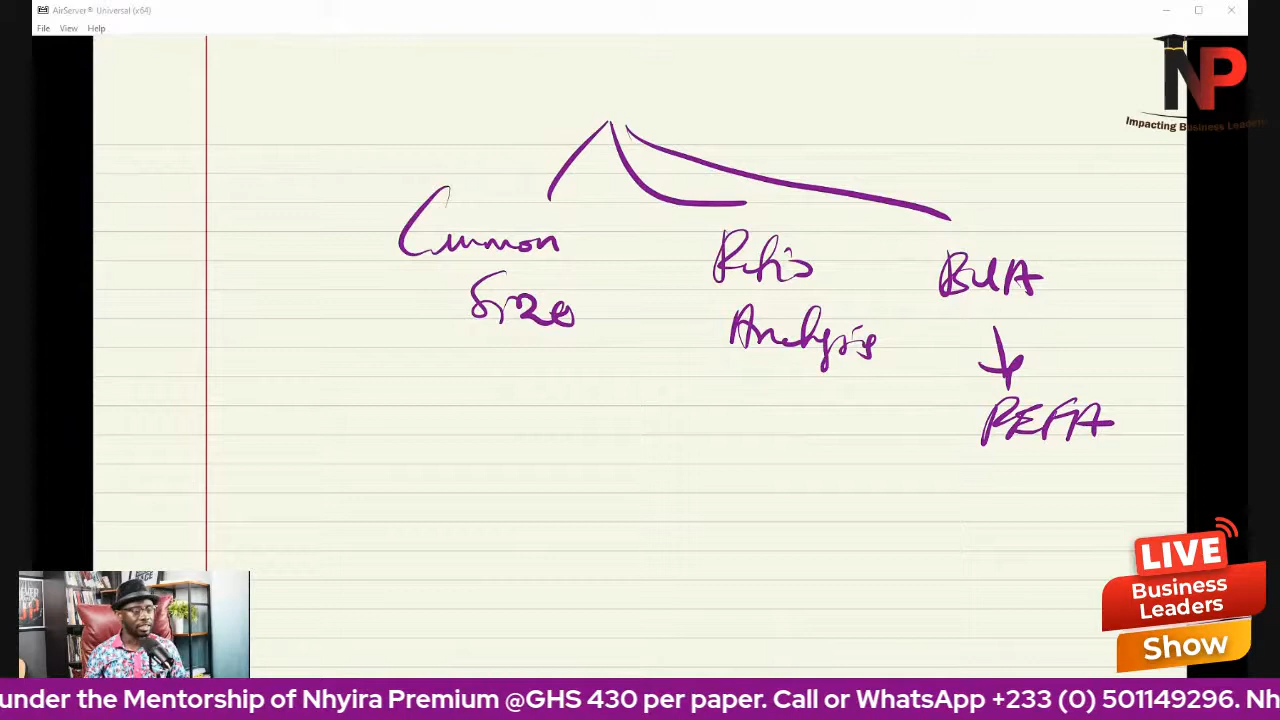 AirServer® Universal (x64)
File View Help
NP
Impacting Business Leaders
Common
Size
Ratio
Analysis
PEFA
LIVE
Business
Leaders
Show
under the Mentorship of Nhyira Premium @GHS 430 per paper. Call or WhatsApp +233 (0) 501149296. Nh